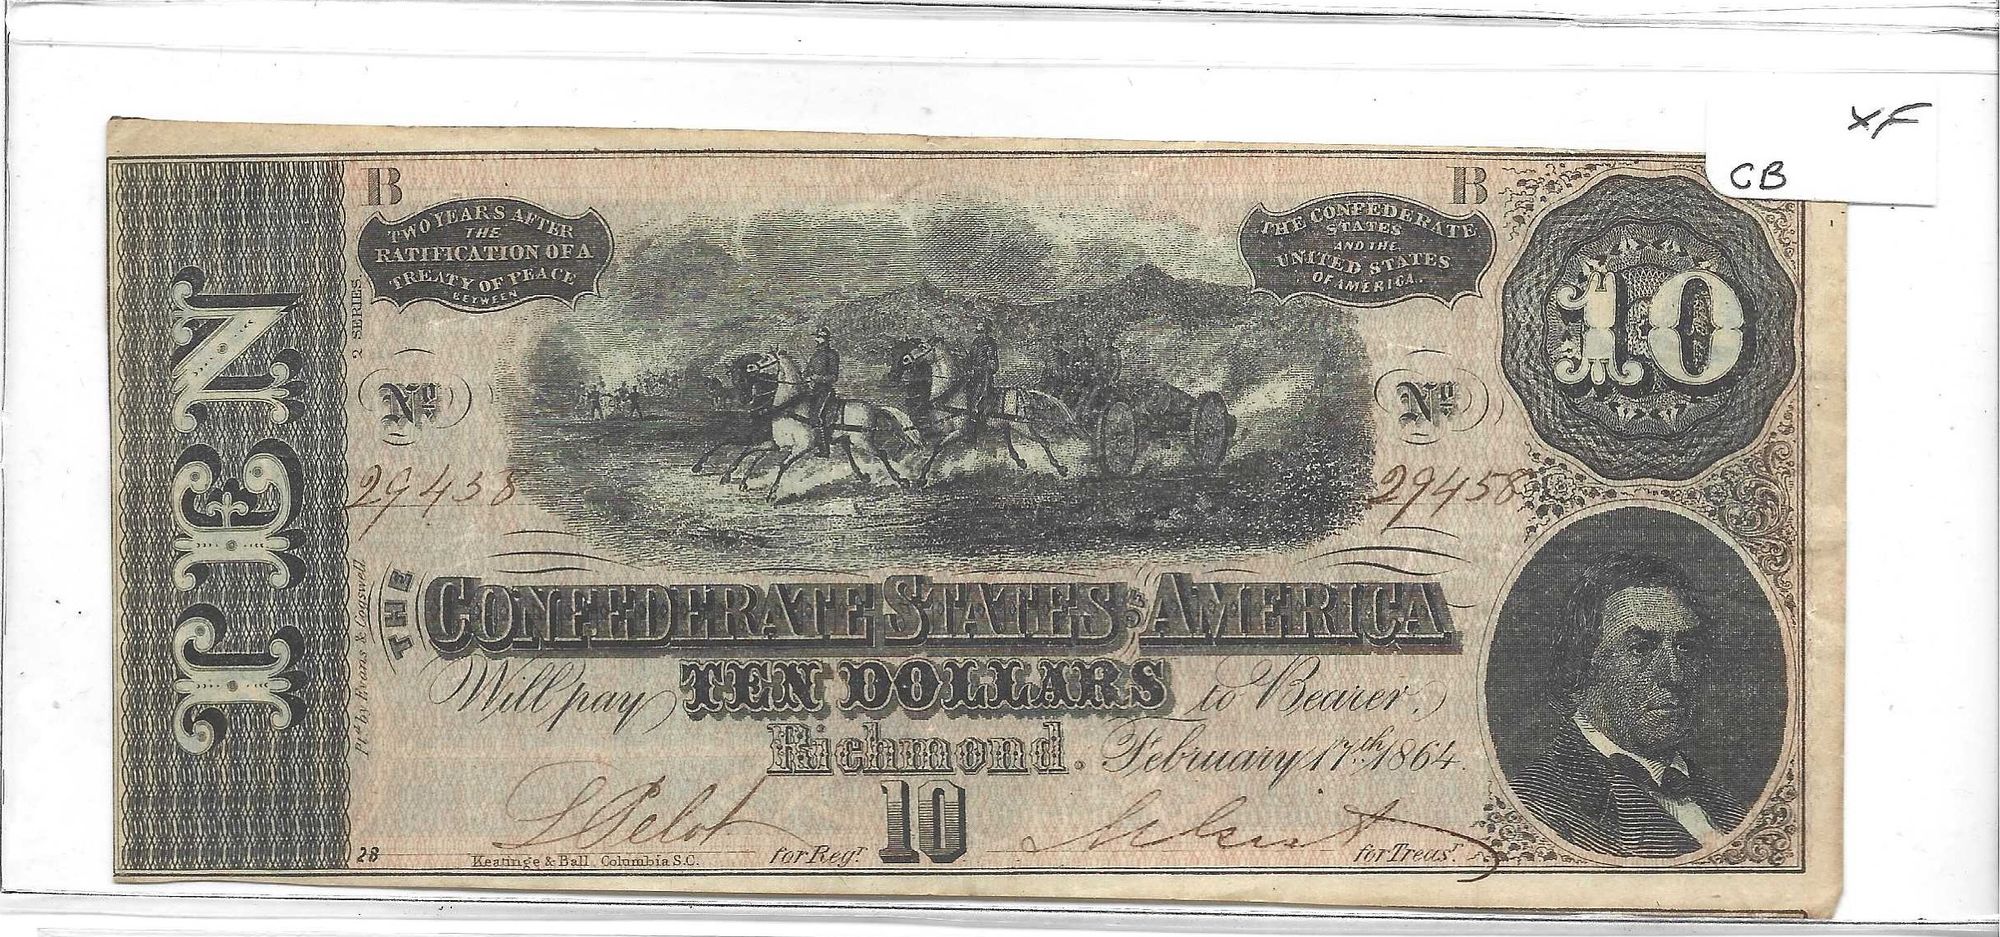 XF
CB
B
B
TWO YEARS AFTER
THE
RATIFICATION OF A
TREATY OF PEACE
BETWEEN
THE CONFEDERATE
STATES
AND THE
UNITED STATES
OF AMERICA.
10
TEN
2 SERIES
No
No
29438
29458
Ptd by Evans & Cogswell
THE
CONFEDERATE STATES OF AMERICA
Will pay TEN DOLLARS to Bearer,
Richmond. February 17th 1864.
10
28
Keatinge & Ball, Columbia S.C.
for Regr
for Treasr